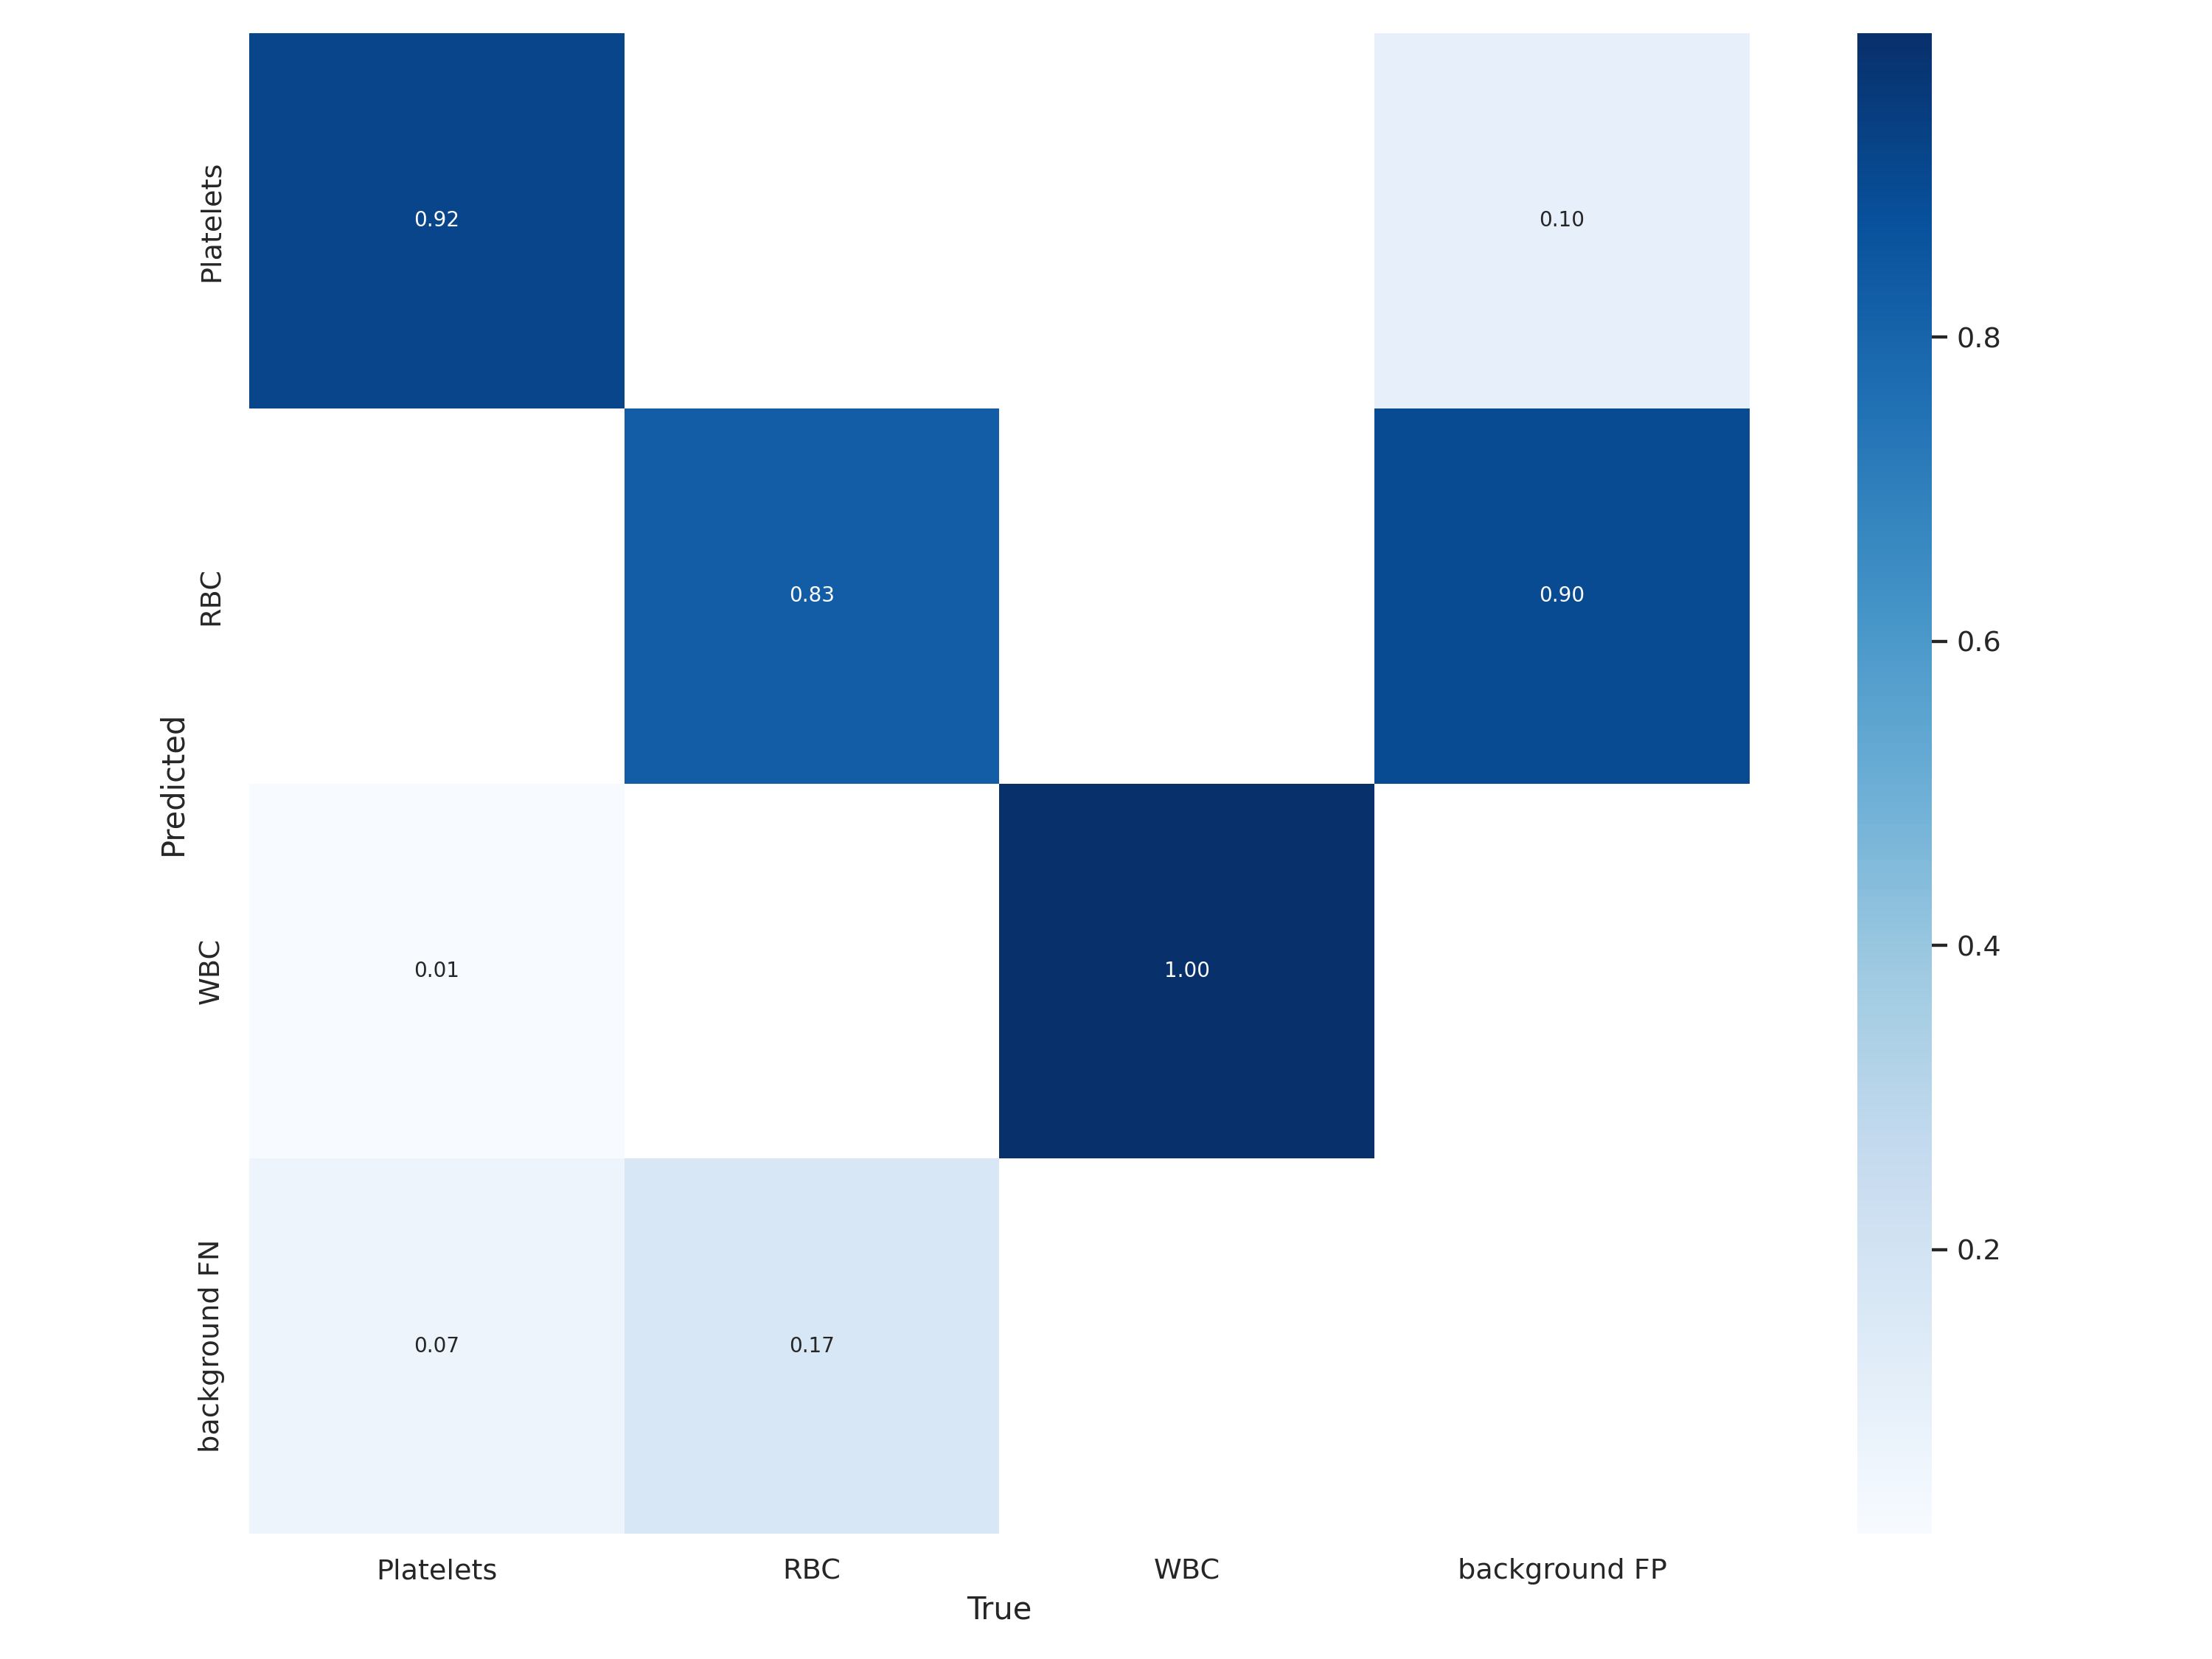 Predicted
Platelets
0.92
0.10
RBC
0.83
0.90
WBC
0.01
1.00
background FN
0.07
0.17
Platelets
RBC
WBC
background FP
True
0.8
0.6
0.4
0.2